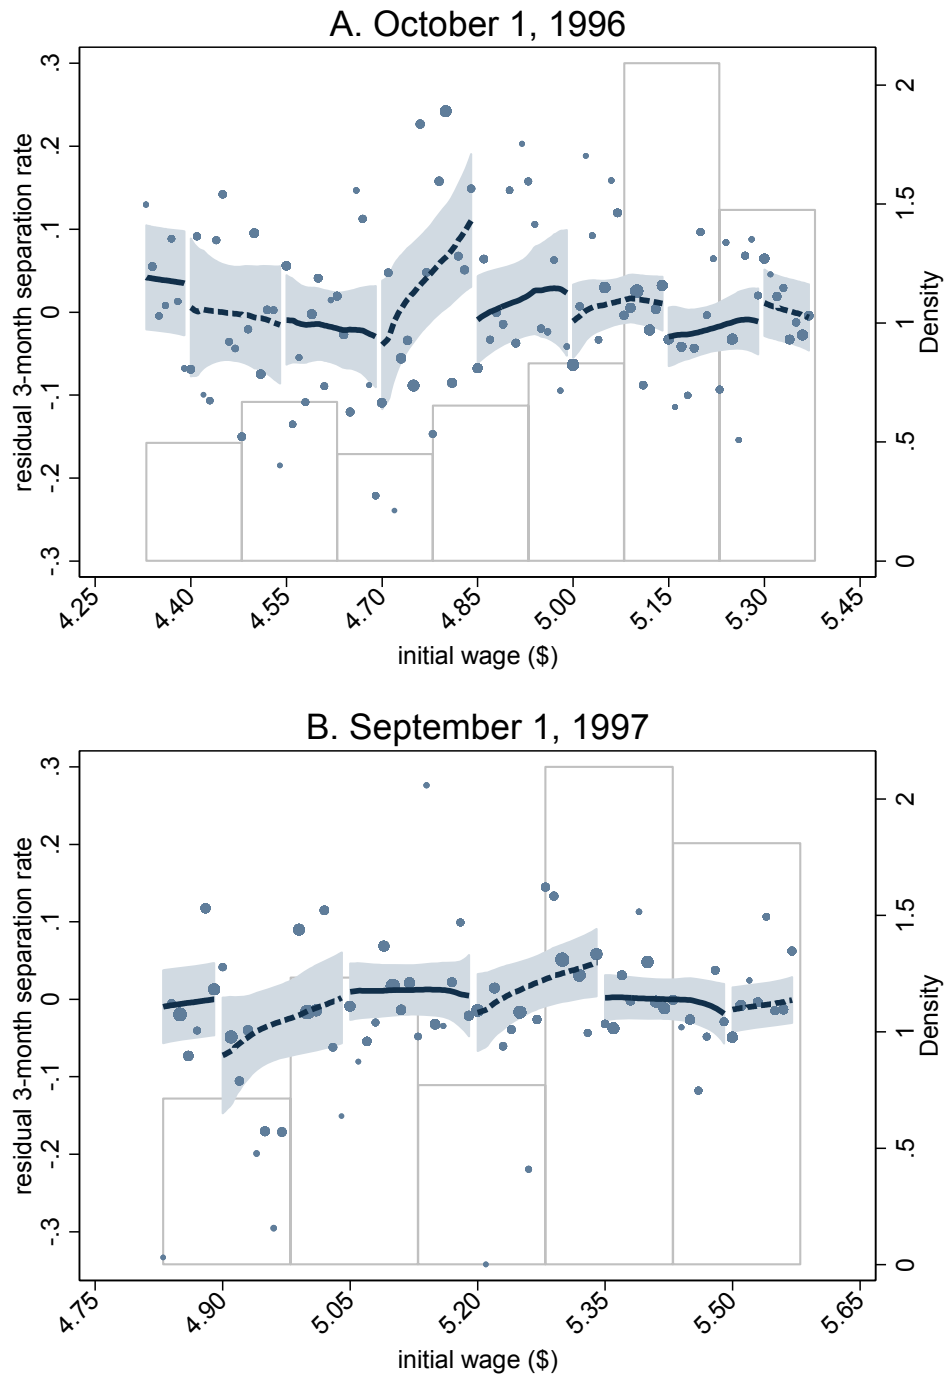 A. October 1, 1996
residual 3-month separation rate
.3
.2
.1
0
-.1
-.2
-.3
2
1.5
1
.5
0
Density
4.25 4.40 4.55 4.70 4.85 5.00 5.15 5.30 5.45
initial wage ($)
B. September 1, 1997
residual 3-month separation rate
.3
.2
.1
0
-.1
-.2
-.3
2
1.5
1
.5
0
Density
4.75 4.90 5.05 5.20 5.35 5.50 5.65
initial wage ($)